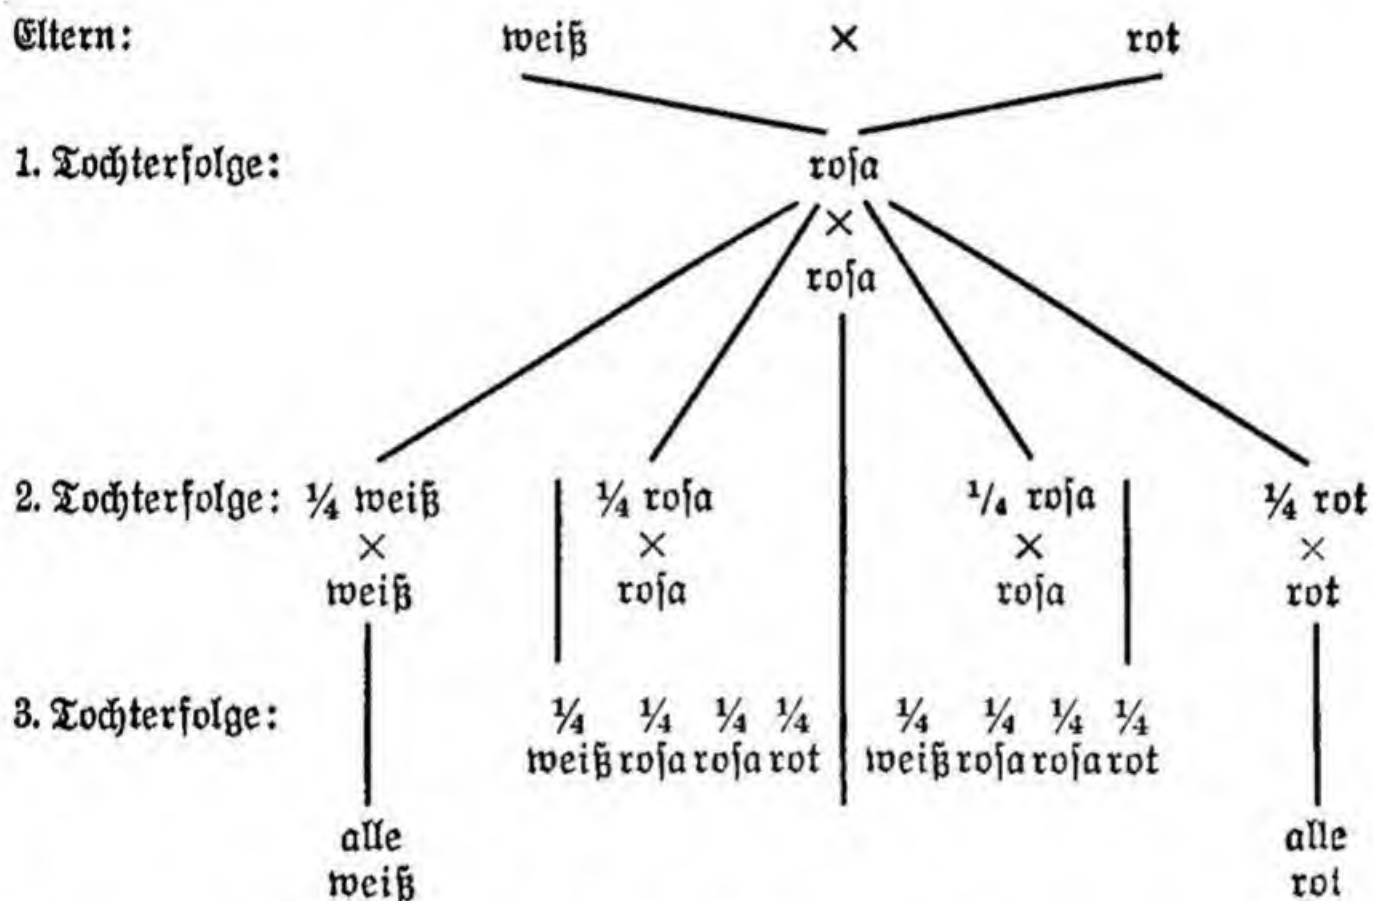 Eltern: weiß × rot
1. Tochterfolge: rosa
×
rosa
2. Tochterfolge: ¼ weiß ¼ rosa ¼ rosa ¼ rot
× × × ×
weiß rosa rosa rot
3. Tochterfolge: ¼ ¼ ¼ ¼ ¼ ¼ ¼ ¼
weiß rosa rosa rot weiß rosa rosa rot
alle alle
weiß rot